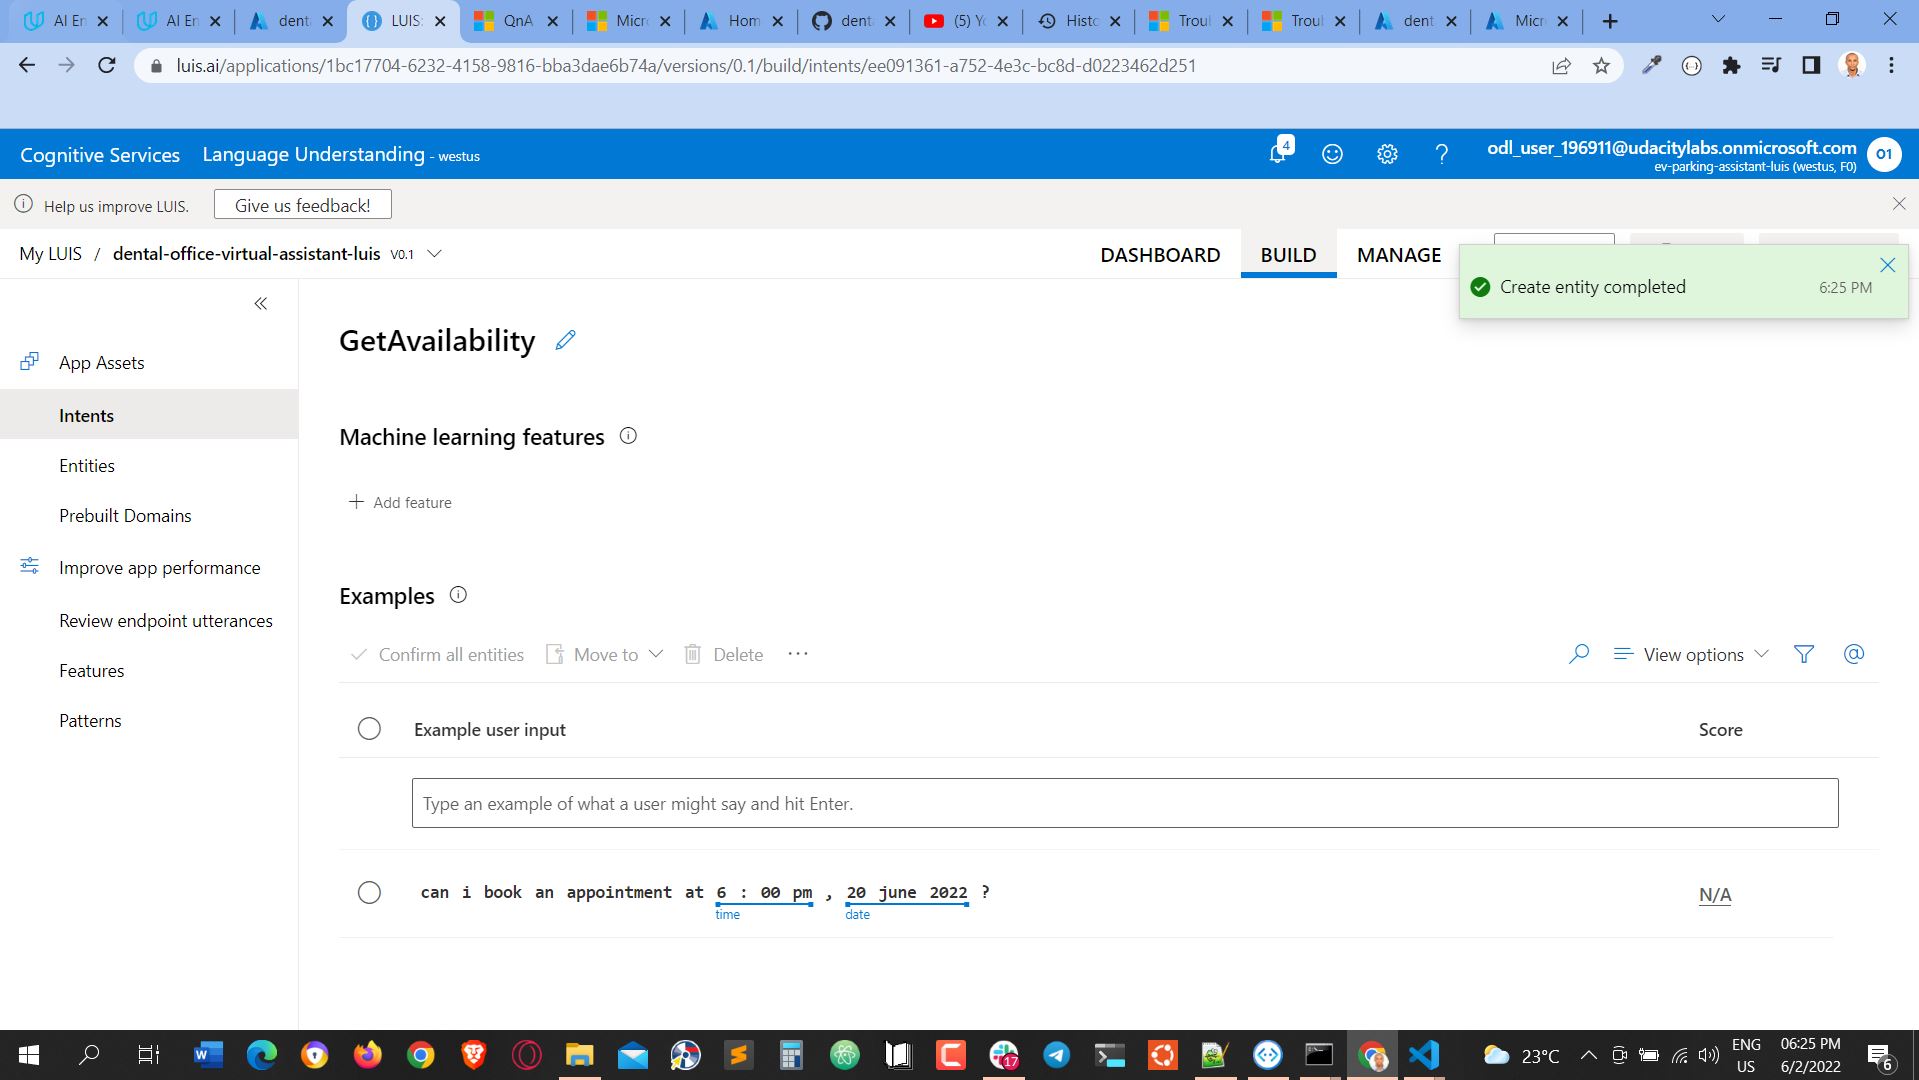 AI En
AI En
denta
LUIS:
QnA
Micro
Hom
denta
(5) Yo
Histo
Troul
Troul
dent
Micro
luis.ai/applications/1bc17704-6232-4158-9816-bba3dae6b74a/versions/0.1/build/intents/ee091361-a752-4e3c-bc8d-d0223462d251
Cognitive Services Language Understanding - westus
4
odl_user_196911@udacitylabs.onmicrosoft.com
ev-parking-assistant-luis (westus, F0)
O1
Help us improve LUIS. Give us feedback!
My LUIS / dental-office-virtual-assistant-luis V0.1
DASHBOARD BUILD MANAGE
Create entity completed 6:25 PM
App Assets
Intents
Entities
Prebuilt Domains
Improve app performance
Review endpoint utterances
Features
Patterns
GetAvailability
Machine learning features
Add feature
Examples
Confirm all entities Move to Delete ···
View options @
Example user input Score
Type an example of what a user might say and hit Enter.
can i book an appointment at 6 : 00 pm , 20 june 2022 ? N/A
time date
17
23°C
ENG
US
06:25 PM
6/2/2022
6